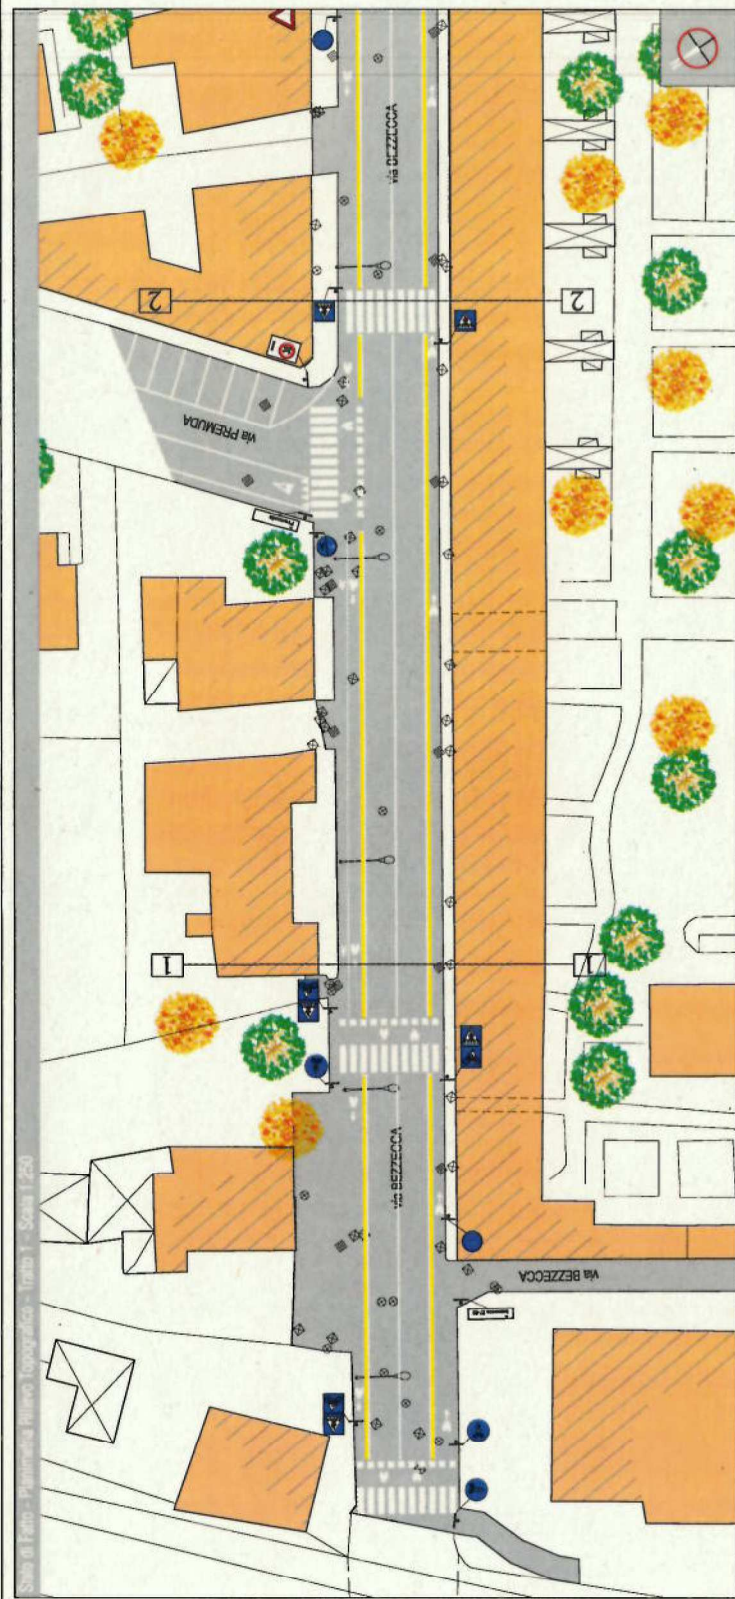 via BEZZECCA
2
2
via PREMUDA
1
1
via BEZZECCA
via BEZZECCA
Stato di Fatto - Planimetria Rilievo Topografico - Tratto 1 - Scala 1:250